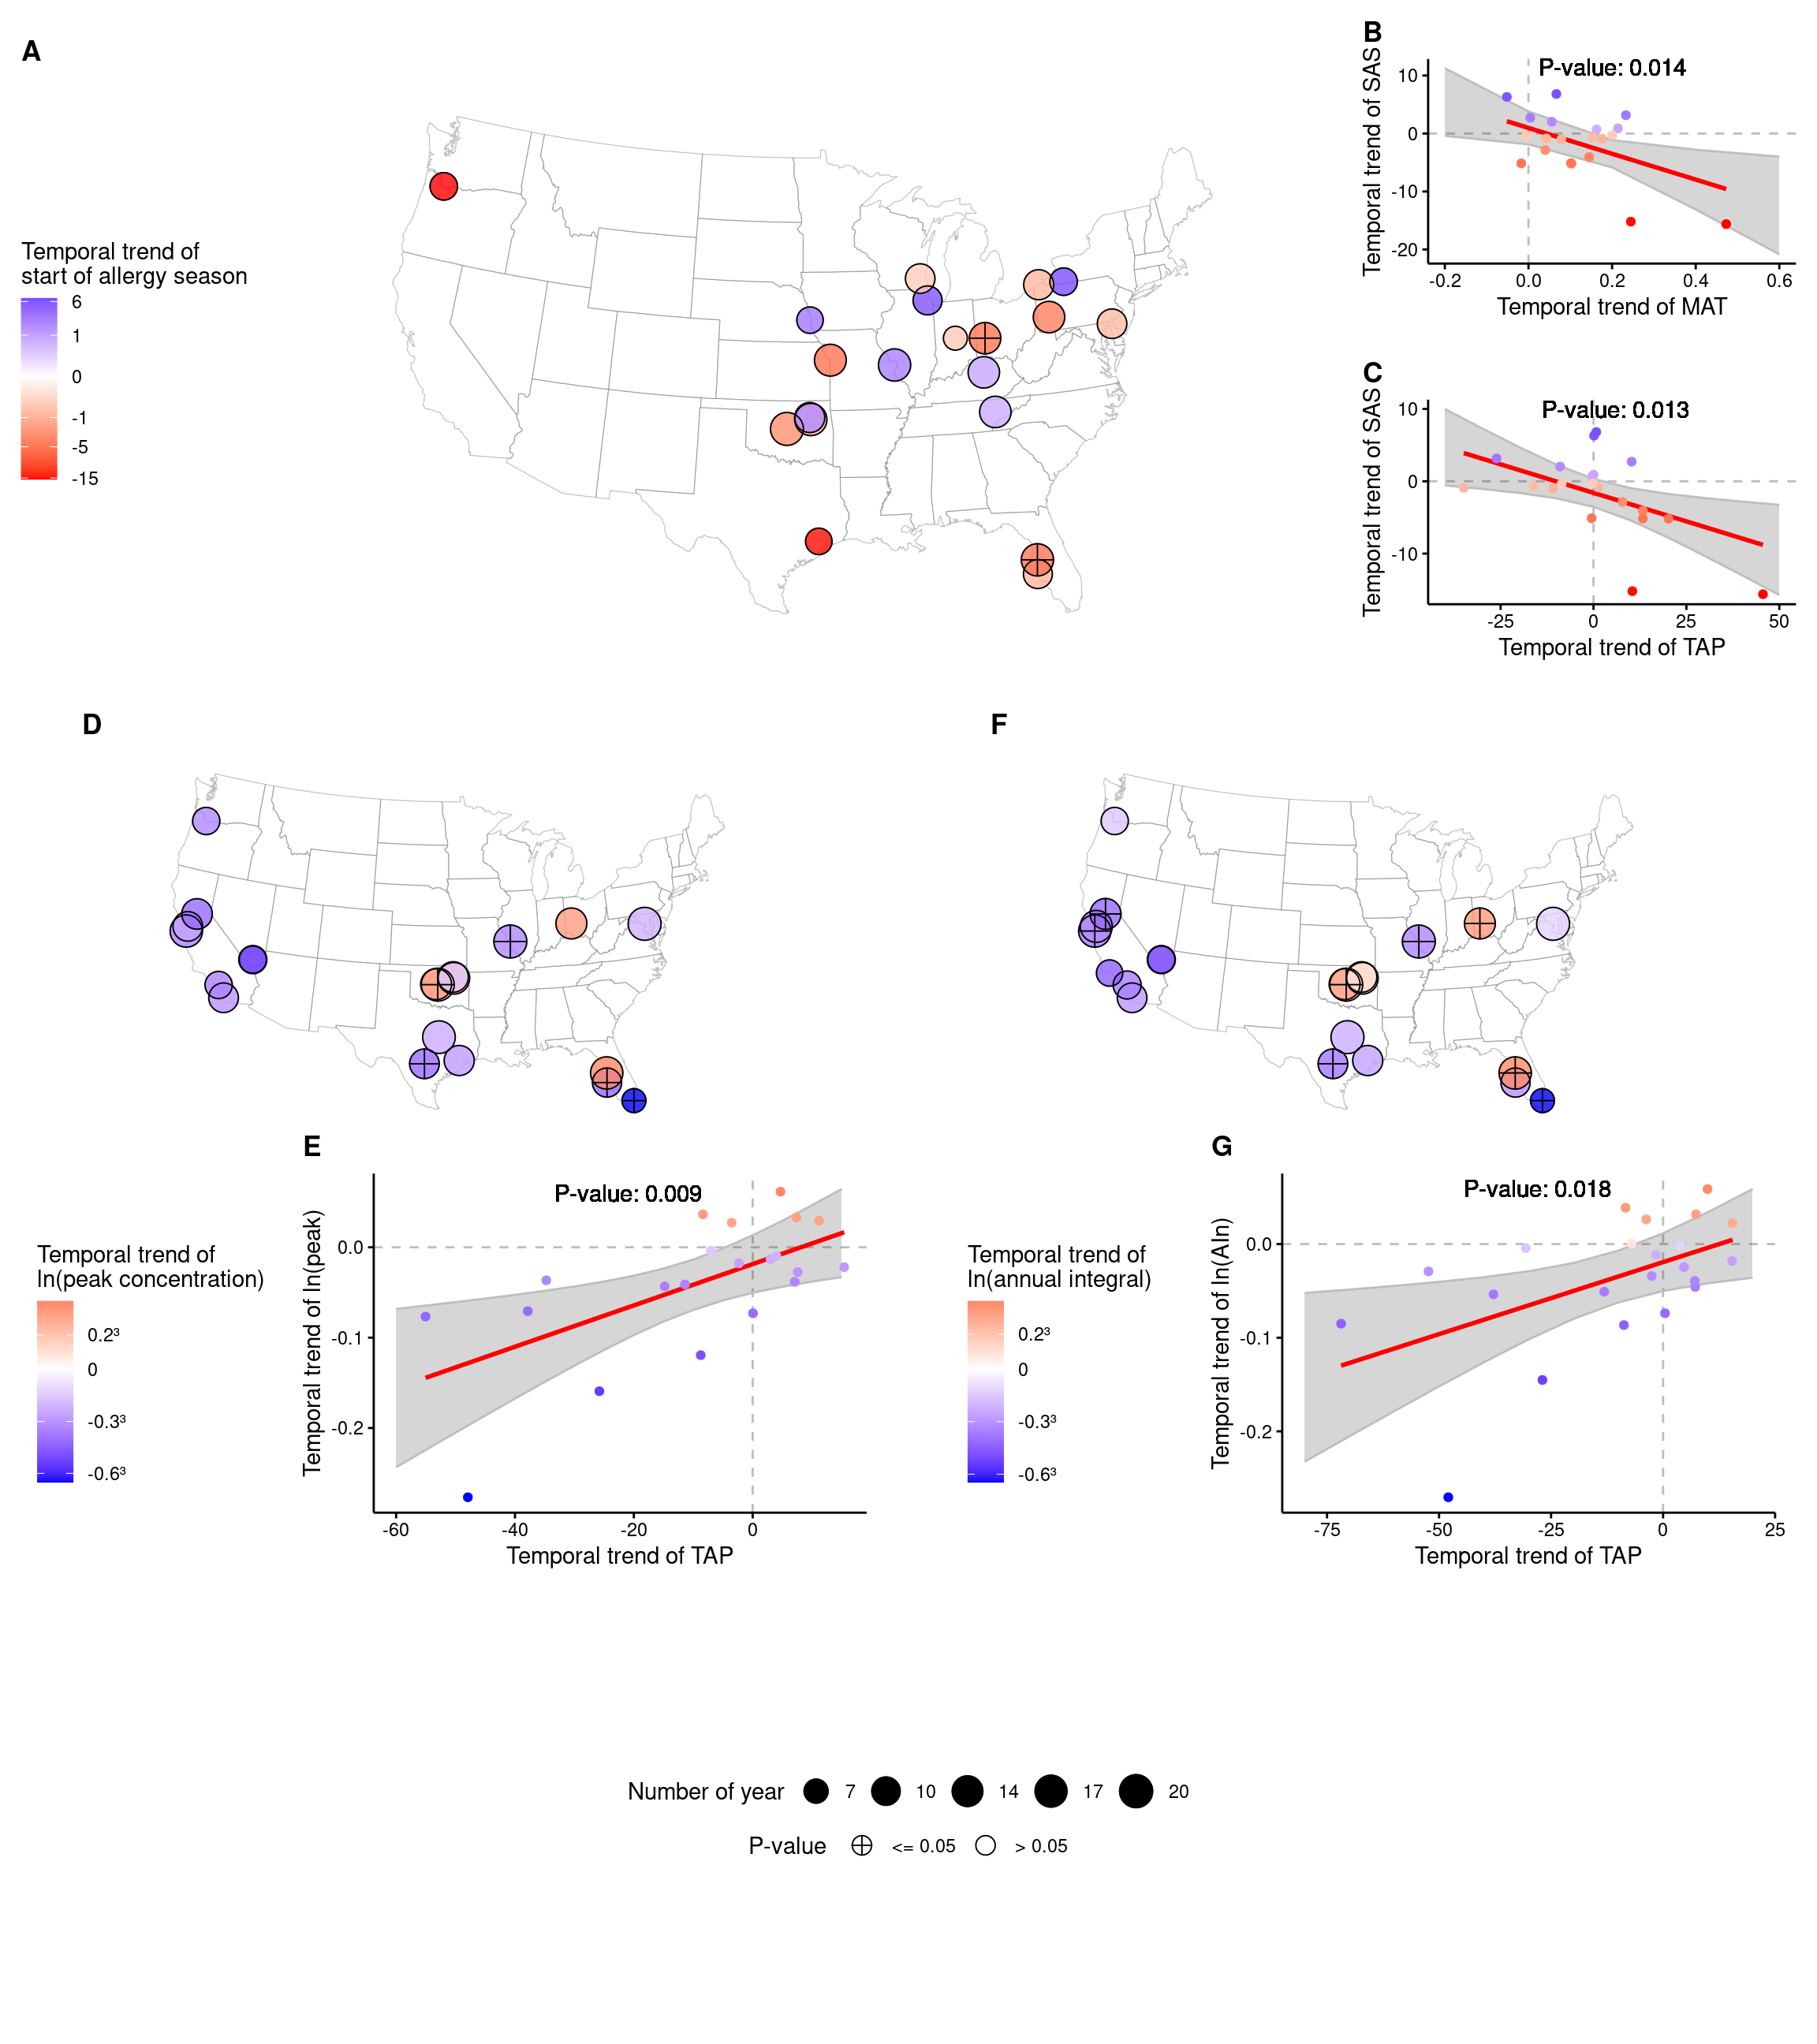 A
Temporal trend of
start of allergy season
6
1
0
-1
-5
-15
B
Temporal trend of SAS
P-value: 0.014
10
0
-10
-20
-0.2
0.0
0.2
0.4
0.6
Temporal trend of MAT
C
Temporal trend of SAS
P-value: 0.013
10
0
-10
-25
0
25
50
Temporal trend of TAP
D
F
E
Temporal trend of
ln(peak concentration)
0.2³
0
-0.3³
-0.6³
Temporal trend of ln(peak)
P-value: 0.009
0.0
-0.1
-0.2
-60
-40
-20
0
Temporal trend of TAP
G
Temporal trend of
ln(annual integral)
0.2³
0
-0.3³
-0.6³
Temporal trend of ln(AIn)
P-value: 0.018
0.0
-0.1
-0.2
-75
-50
-25
0
25
Temporal trend of TAP
Number of year 7 10 14 17 20
P-value <= 0.05 > 0.05